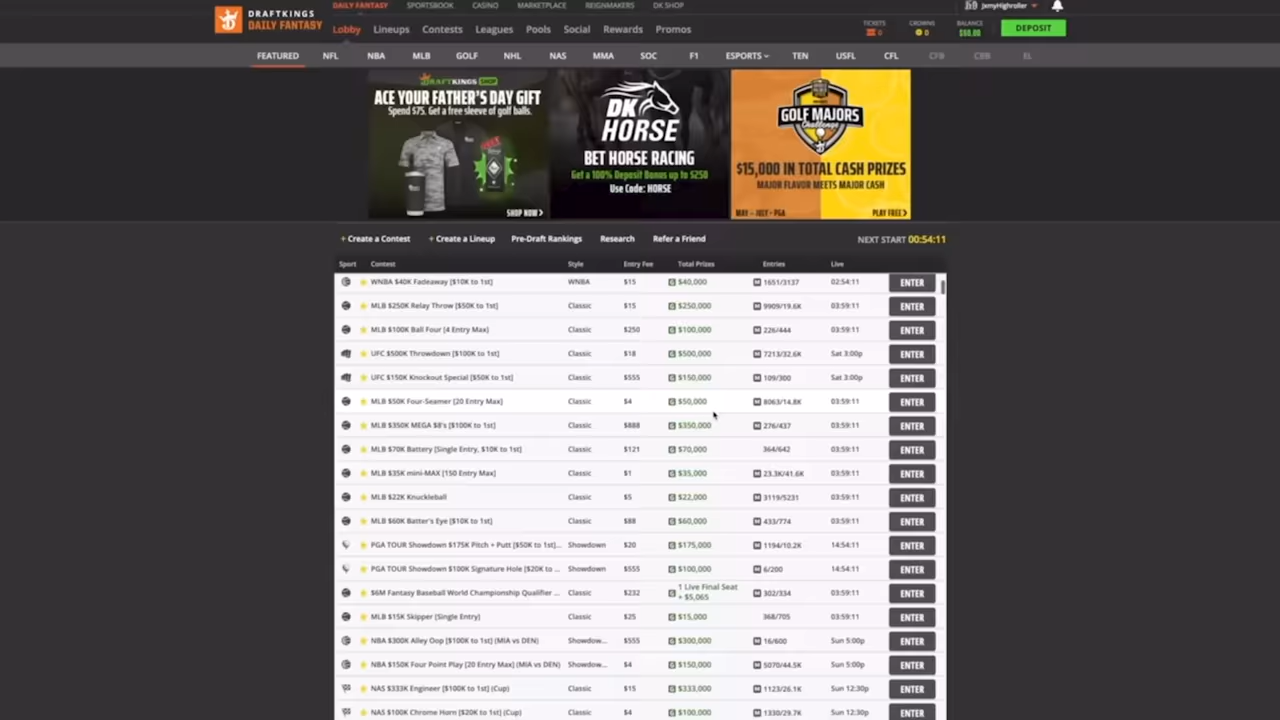 DRAFTKINGS
DAILY FANTASY
DAILY FANTASY SPORTSBOOK CASINO MARKETPLACE REIGNMAKERS DK SHOP
JemyHighroller
Lobby Lineups Contests Leagues Pools Social Rewards Promos
TICKETS 0 CROWNS 0 BALANCE DEPOSIT
FEATURED NFL NBA MLB GOLF NHL NAS MMA SOC F1 ESPORTS TEN USFL CFL CFB CBB EL
DRAFTKINGS SHOP
ACE YOUR FATHER'S DAY GIFT
Spend $75. Get a free sleeve of golf balls.
FREE
SHOP NOW >
DK
HORSE
BET HORSE RACING
Get a 100% Deposit Bonus up to $250
Use Code: HORSE
GOLF MAJORS
Challenge
$15,000 IN TOTAL CASH PRIZES
MAJOR FLAVOR MEETS MAJOR CASH
MAY – JULY • PGA PLAY FREE >
+ Create a Contest + Create a Lineup Pre-Draft Rankings Research Refer a Friend NEXT START 00:54:11
Sport Contest Style Entry Fee Total Prizes Entries Live
WNBA $40K Fadeaway [$10K to 1st] WNBA $15 G $40,000 M 1651/3137 02:54:11 ENTER
MLB $250K Relay Throw [$50K to 1st] Classic $15 G $250,000 M 9909/19.6K 03:59:11 ENTER
MLB $100K Ball Four [4 Entry Max] Classic $250 G $100,000 M 226/444 03:59:11 ENTER
UFC $500K Throwdown [$100K to 1st] Classic $18 G $500,000 M 7213/32.6K Sat 3:00p ENTER
UFC $150K Knockout Special [$50K to 1st] Classic $555 G $150,000 M 109/300 Sat 3:00p ENTER
MLB $50K Four-Seamer [20 Entry Max] Classic $4 G $50,000 M 8063/14.8K 03:59:11 ENTER
MLB $350K MEGA $8's [$100K to 1st] Classic $888 G $350,000 M 276/437 03:59:11 ENTER
MLB $70K Battery [Single Entry, $10K to 1st] Classic $121 G $70,000 364/642 03:59:11 ENTER
MLB $35K mini-MAX [150 Entry Max] Classic $1 G $35,000 M 23.3K/41.6K 03:59:11 ENTER
MLB $22K Knuckleball Classic $5 G $22,000 M 3119/5231 03:59:11 ENTER
MLB $60K Batter's Eye [$10K to 1st] Classic $88 G $60,000 M 433/774 03:59:11 ENTER
PGA TOUR Showdown $175K Pitch + Putt [$50K to 1st]... Showdown $20 G $175,000 M 1194/10.2K 14:54:11 ENTER
PGA TOUR Showdown $100K Signature Hole [$20K to ... Showdown $555 G $100,000 M 6/200 14:54:11 ENTER
$6M Fantasy Baseball World Championship Qualifier ... Classic $232 G 1 Live Final Seat + $5,065 M 302/334 03:59:11 ENTER
MLB $15K Skipper [Single Entry] Classic $25 G $15,000 368/705 03:59:11 ENTER
NBA $300K Alley Oop [$100K to 1st] (MIA vs DEN) Showdow... $555 G $300,000 M 16/600 Sun 5:00p ENTER
NBA $150K Four Point Play [20 Entry Max] (MIA vs DEN) Showdow... $4 G $150,000 M 5070/44.5K Sun 5:00p ENTER
NAS $333K Engineer [$100K to 1st] (Cup) Classic $15 G $333,000 M 1123/26.1K Sun 12:30p ENTER
NAS $100K Chrome Horn [$20K to 1st] (Cup) Classic $4 G $100,000 M 1330/29.7K Sun 12:30p ENTER